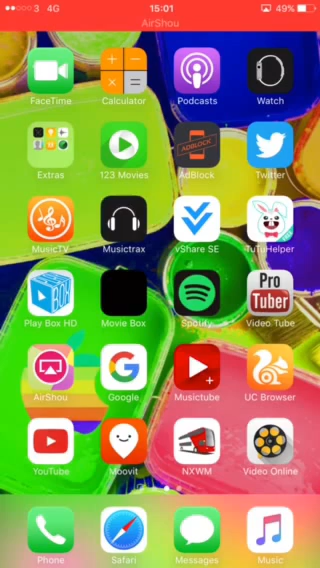 3 4G 15:01 49%
AirShou
FaceTime Calculator Podcasts Watch
Extras 123 Movies ADBLOCK AdBlock Twitter
MusicTV Musictrax vShare SE TuTuHelper
BOX Pro Tuber
Play Box HD Movie Box Spotify Video Tube
AirShou Google Musictube UC Browser
YouTube Moovit NXWM Video Online
Phone Safari Messages Music